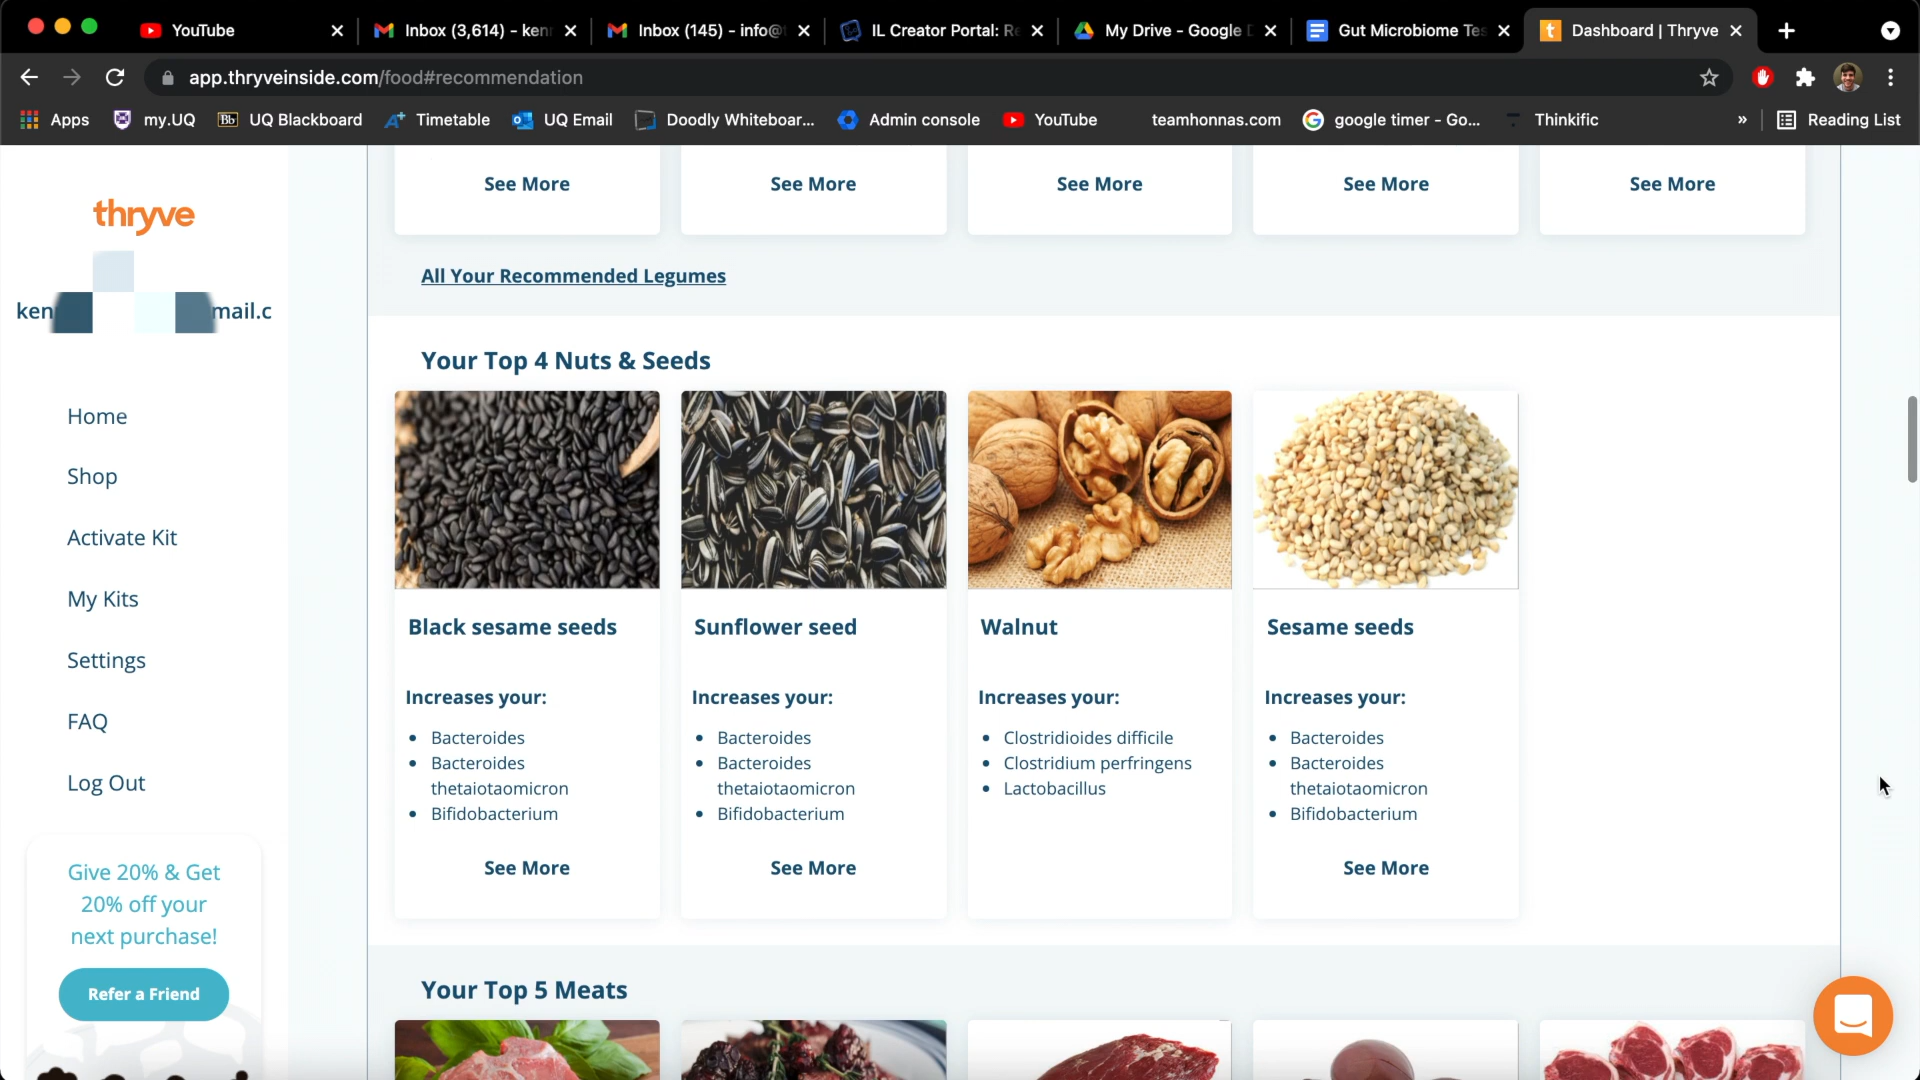 YouTube
Inbox (3,614) - ken
Inbox (145) - info@
IL Creator Portal: Re
My Drive - Google D
Gut Microbiome Tes
Dashboard | Thryve
app.thryveinside.com/food#recommendation
Apps
my.UQ
Bb
UQ Blackboard
Timetable
UQ Email
Doodly Whiteboar...
Admin console
YouTube
teamhonnas.com
google timer - Go...
Thinkific
»
Reading List
thryve
ken
mail.c
Home
Shop
Activate Kit
My Kits
Settings
FAQ
Log Out
Give 20% & Get
20% off your
next purchase!
Refer a Friend
See More
See More
See More
See More
See More
All Your Recommended Legumes
Your Top 4 Nuts & Seeds
Black sesame seeds
Increases your:
• Bacteroides
• Bacteroides
thetaiotaomicron
• Bifidobacterium
See More
Sunflower seed
Increases your:
• Bacteroides
• Bacteroides
thetaiotaomicron
• Bifidobacterium
See More
Walnut
Increases your:
• Clostridioides difficile
• Clostridium perfringens
• Lactobacillus
Sesame seeds
Increases your:
• Bacteroides
• Bacteroides
thetaiotaomicron
• Bifidobacterium
See More
Your Top 5 Meats